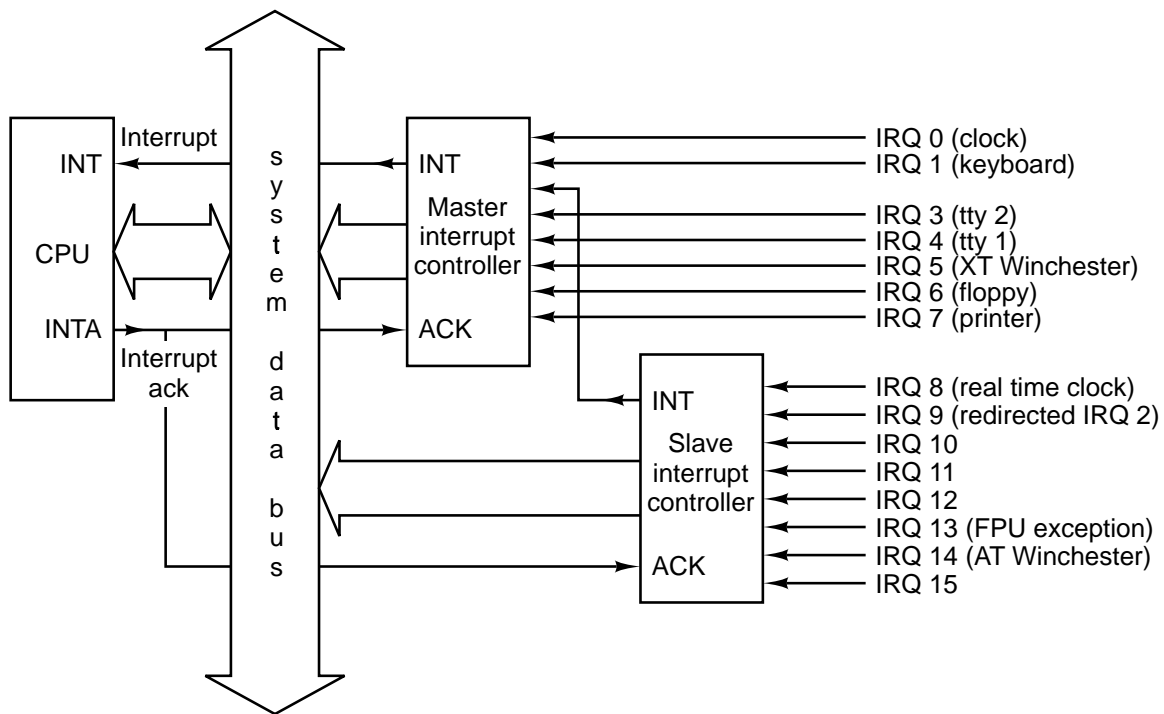 Interrupt
INT
CPU
INTA
Interrupt
ack
system data bus
INT
Master
interrupt
controller
ACK
IRQ 0 (clock)
IRQ 1 (keyboard)
IRQ 3 (tty 2)
IRQ 4 (tty 1)
IRQ 5 (XT Winchester)
IRQ 6 (floppy)
IRQ 7 (printer)
INT
Slave
interrupt
controller
ACK
IRQ 8 (real time clock)
IRQ 9 (redirected IRQ 2)
IRQ 10
IRQ 11
IRQ 12
IRQ 13 (FPU exception)
IRQ 14 (AT Winchester)
IRQ 15